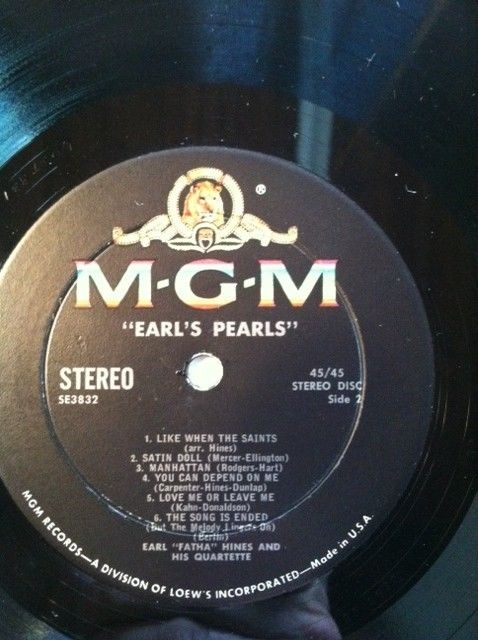 ®
M-G-M
"EARL'S PEARLS"
STEREO
SE3832
45/45
STEREO DISC
Side 2
1. LIKE WHEN THE SAINTS
(arr. Hines)
2. SATIN DOLL (Mercer-Ellington)
3. MANHATTAN (Rodgers-Hart)
4. YOU CAN DEPEND ON ME
(Carpenter-Hines-Dunlap)
5. LOVE ME OR LEAVE ME
(Kahn-Donaldson)
6. THE SONG IS ENDED
(But The Melody Lingers On)
(Berlin)
EARL "FATHA" HINES AND
HIS QUARTETTE
MGM RECORDS—A DIVISION OF LOEW'S INCORPORATED—Made in U.S.A.